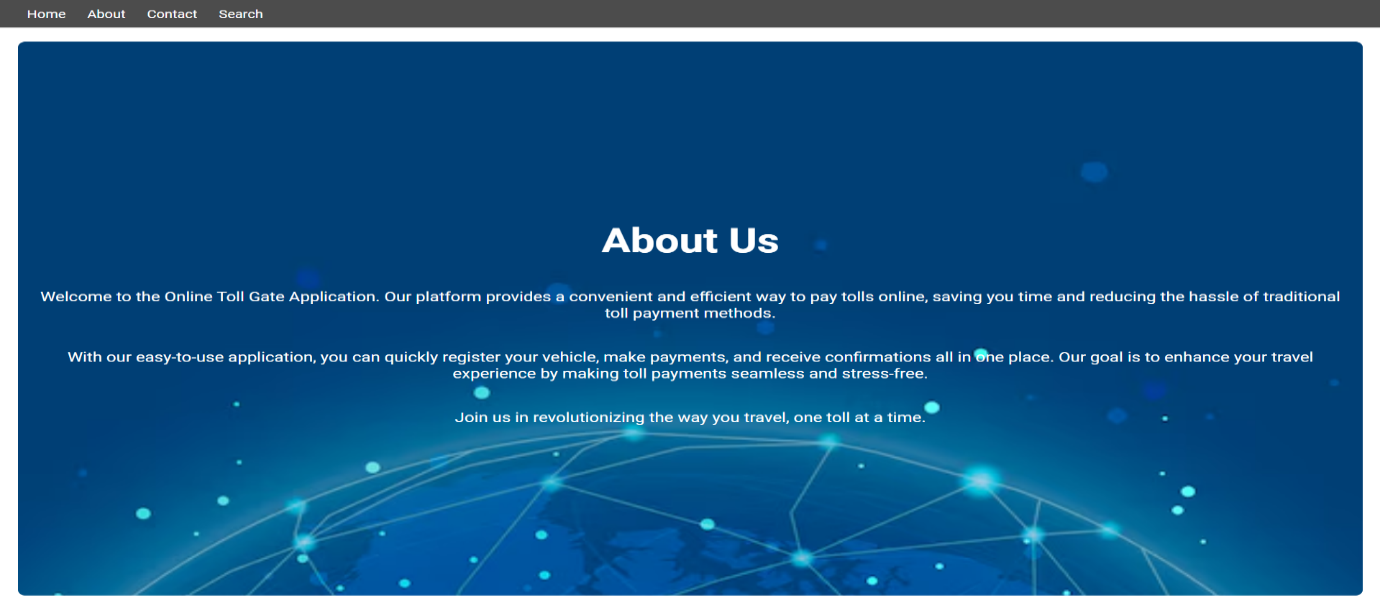 Home About Contact Search
About Us
Welcome to the Online Toll Gate Application. Our platform provides a convenient and efficient way to pay tolls online, saving you time and reducing the hassle of traditional
toll payment methods.
With our easy-to-use application, you can quickly register your vehicle, make payments, and receive confirmations all in one place. Our goal is to enhance your travel
experience by making toll payments seamless and stress-free.
Join us in revolutionizing the way you travel, one toll at a time.